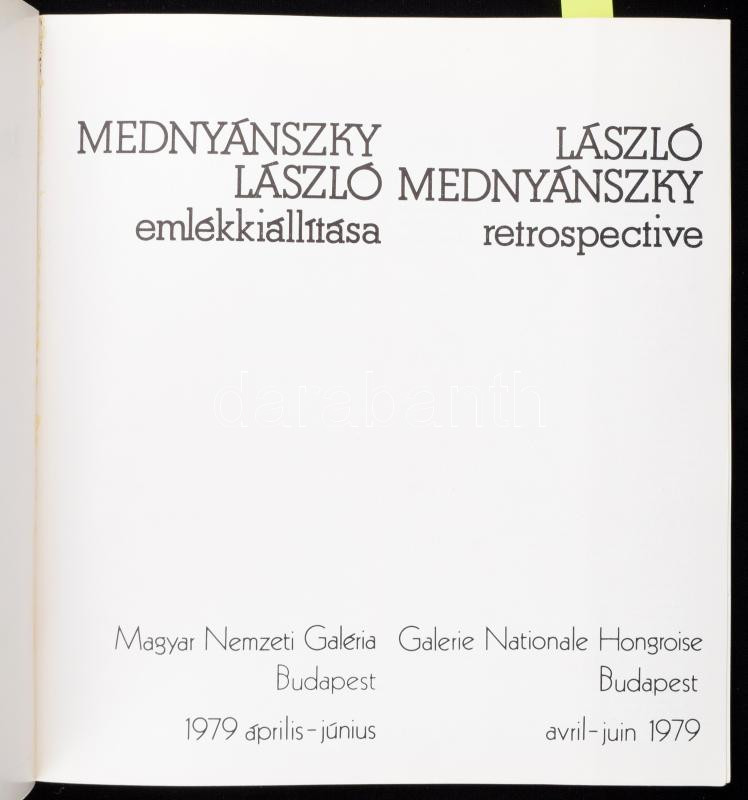 MEDNYÁNSZKY
LÁSZLÓ
emlékkiállítása
LÁSZLÓ
MEDNYÁNSZKY
retrospective
darabanth
Magyar Nemzeti Galéria
Budapest
1979 április–június
Galerie Nationale Hongroise
Budapest
avril–juin 1979